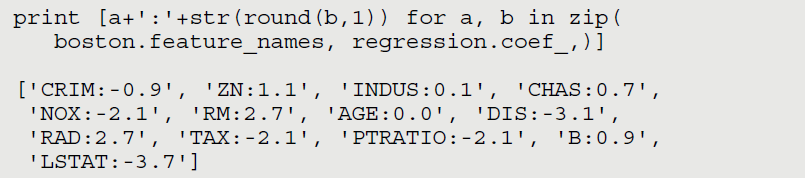 print [a+':'+str(round(b,1)) for a, b in zip(
boston.feature_names, regression.coef_,)]
['CRIM:-0.9', 'ZN:1.1', 'INDUS:0.1', 'CHAS:0.7',
'NOX:-2.1', 'RM:2.7', 'AGE:0.0', 'DIS:-3.1',
'RAD:2.7', 'TAX:-2.1', 'PTRATIO:-2.1', 'B:0.9',
'LSTAT:-3.7']